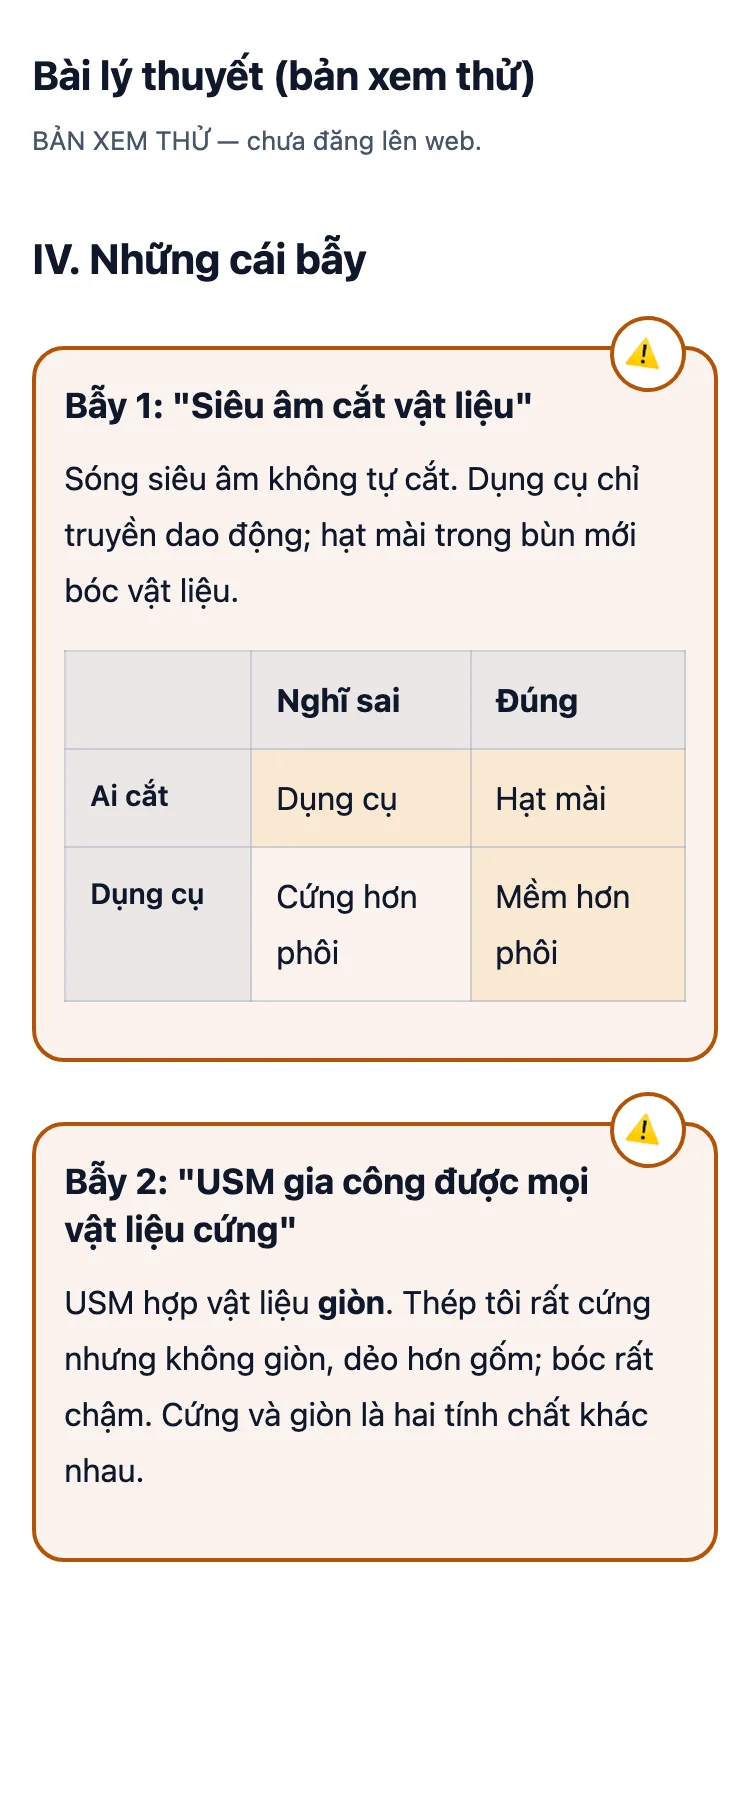 Bài lý thuyết (bản xem thử)
BẢN XEM THỬ — chưa đăng lên web.
IV. Những cái bẫy
Bẫy 1: "Siêu âm cắt vật liệu"
Sóng siêu âm không tự cắt. Dụng cụ chỉ
truyền dao động; hạt mài trong bùn mới
bóc vật liệu.
Nghĩ sai Đúng
Ai cắt Dụng cụ Hạt mài
Dụng cụ Cứng hơn Mềm hơn
phôi phôi
Bẫy 2: "USM gia công được mọi
vật liệu cứng"
USM hợp vật liệu giòn. Thép tôi rất cứng
nhưng không giòn, dẻo hơn gốm; bóc rất
chậm. Cứng và giòn là hai tính chất khác
nhau.